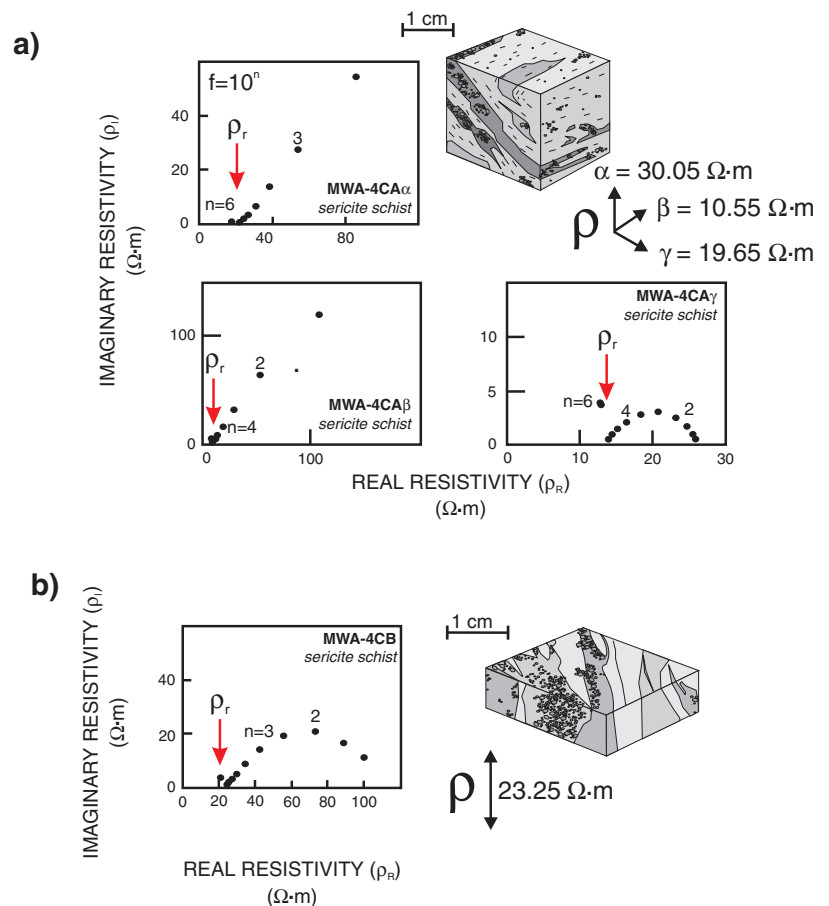 a)
1 cm
IMAGINARY RESISTIVITY (ρI)
(Ω·m)
f=10ⁿ
60
40
20
0
ρr
3
n=6
MWA-4CAα
sericite schist
0
40
80
α = 30.05 Ω·m
ρ
β = 10.55 Ω·m
γ = 19.65 Ω·m
100
0
ρr
2
n=4
MWA-4CAβ
sericite schist
0
100
MWA-4CAγ
sericite schist
10
5
0
ρr
n=6
4
2
0
10
20
30
REAL RESISTIVITY (ρR)
(Ω·m)
b)
1 cm
IMAGINARY RESISTIVITY (ρI)
(Ω·m)
MWA-4CB
sericite schist
40
20
0
ρr
n=3
2
0
20
40
60
80
100
ρ
23.25 Ω·m
REAL RESISTIVITY (ρR)
(Ω·m)